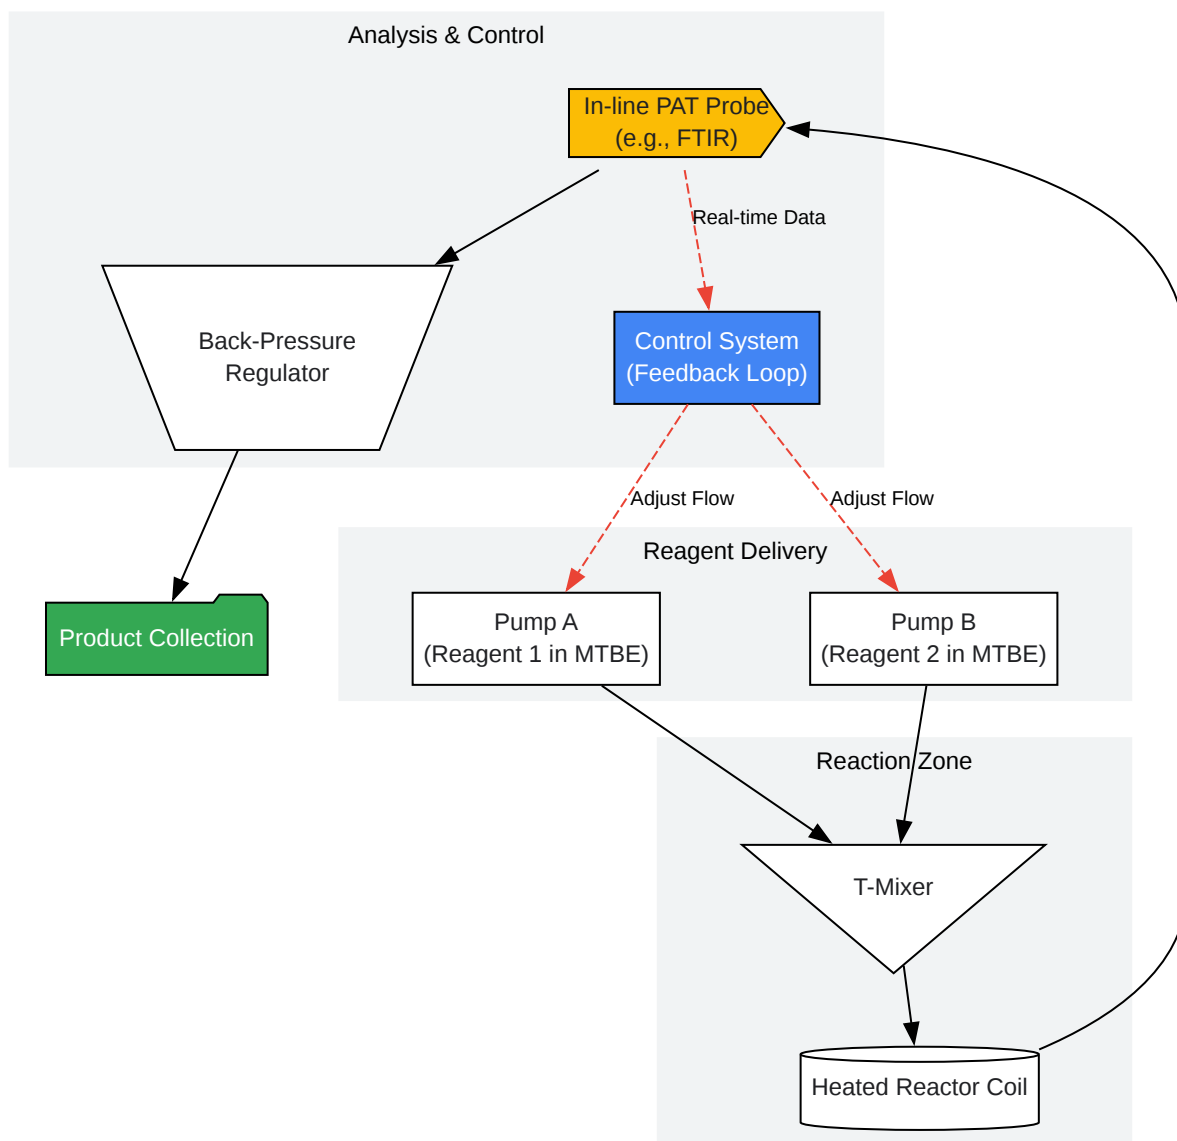 Analysis & Control
In-line PAT Probe
(e.g., FTIR)
Real-time Data
Back-Pressure
Regulator
Control System
(Feedback Loop)
Adjust Flow
Adjust Flow
Reagent Delivery
Product Collection
Pump A
(Reagent 1 in MTBE)
Pump B
(Reagent 2 in MTBE)
Reaction Zone
T-Mixer
Heated Reactor Coil